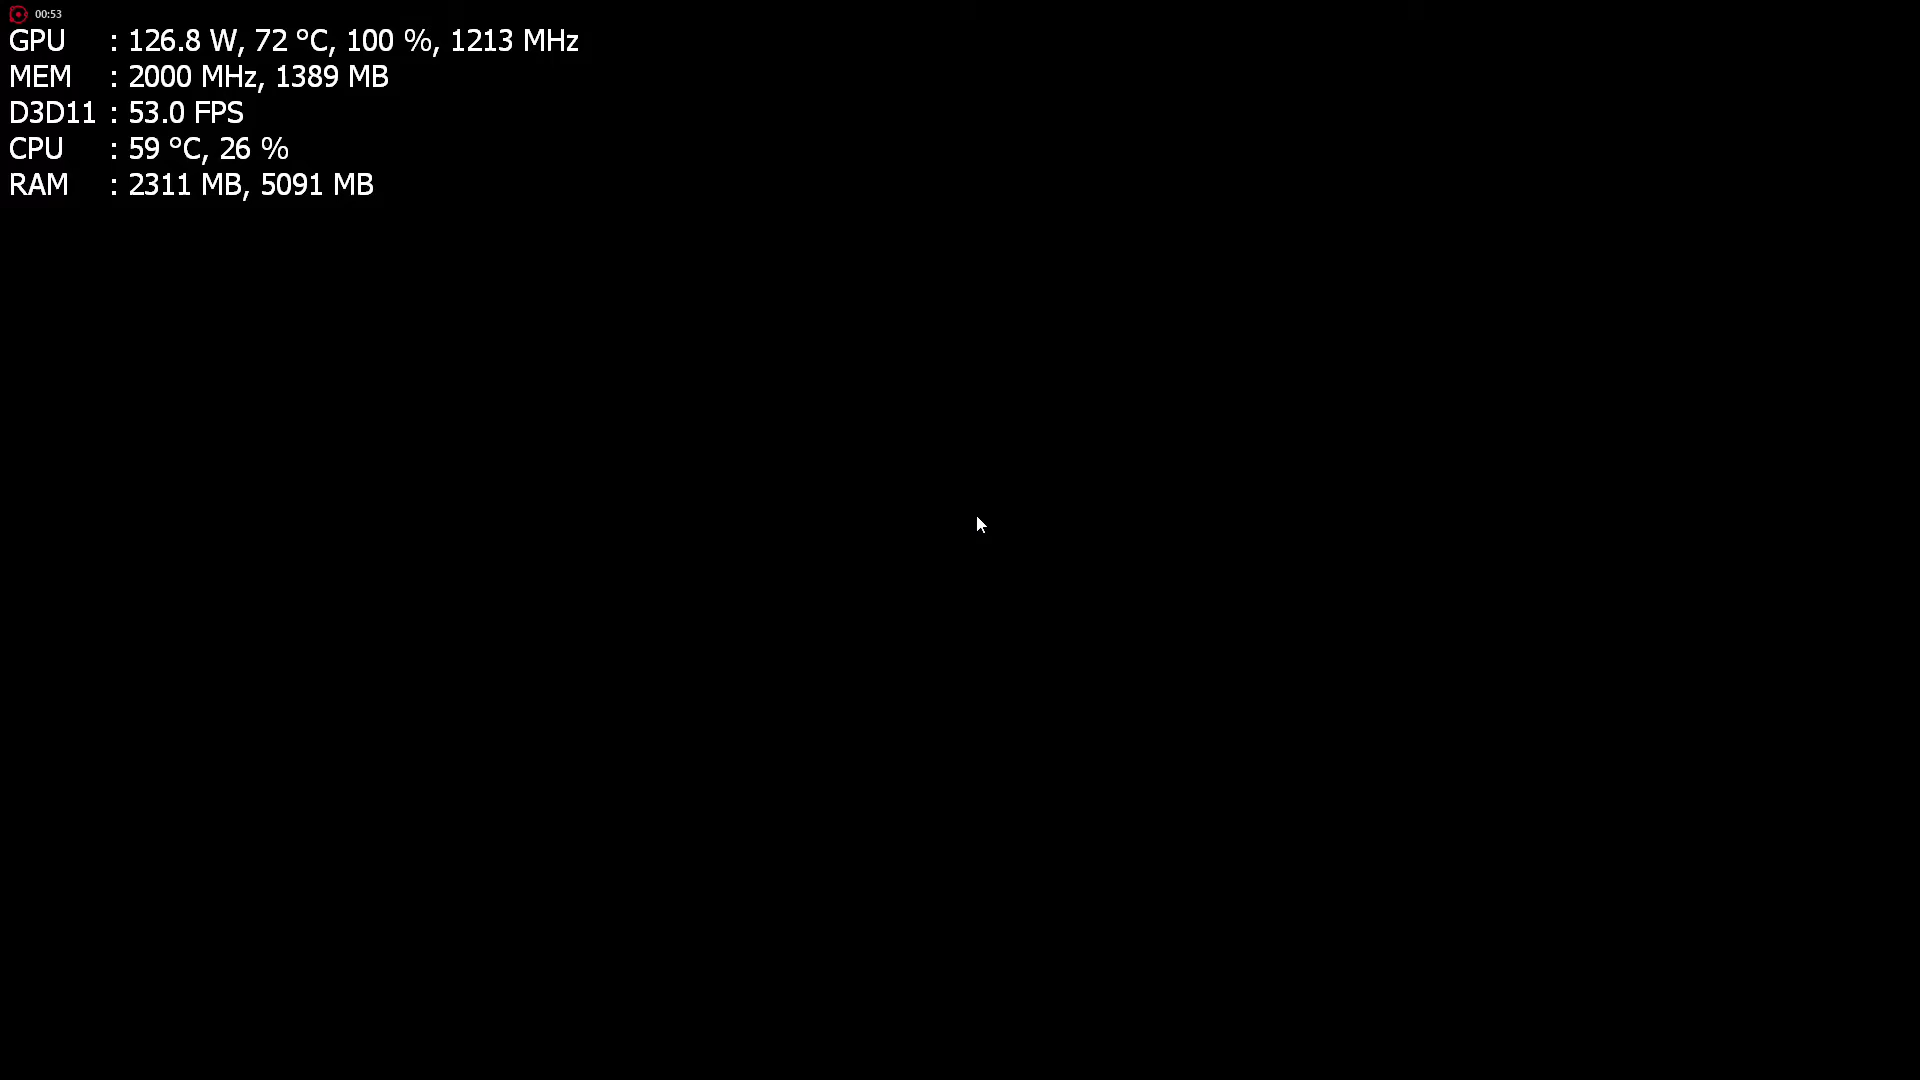 00:53
GPU : 126.8 W, 72 °C, 100 %, 1213 MHz
MEM : 2000 MHz, 1389 MB
D3D11 : 53.0 FPS
CPU : 59 °C, 26 %
RAM : 2311 MB, 5091 MB